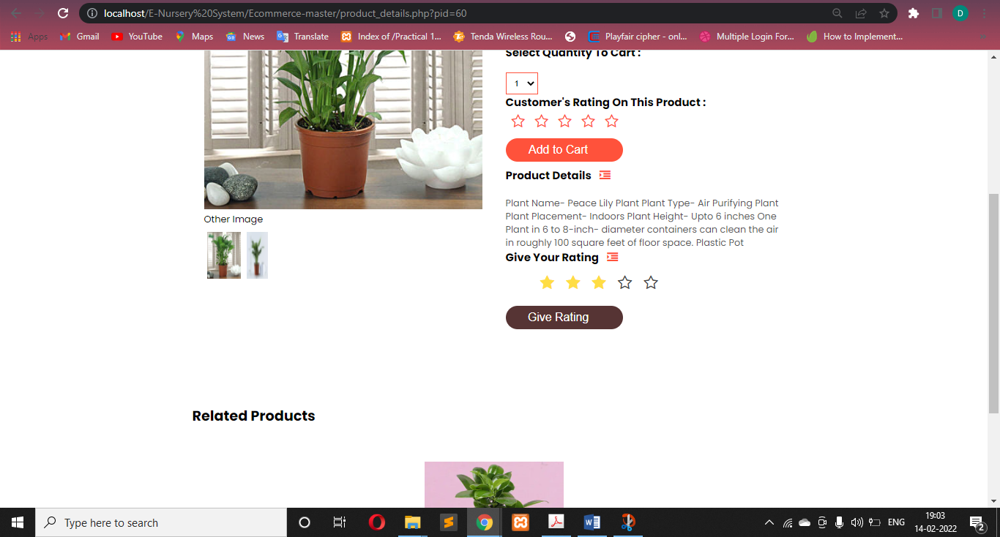 localhost/E-Nursery%20System/Ecommerce-master/product_details.php?pid=60
D
Apps Gmail YouTube Maps News Translate Index of /Practical 1... Tenda Wireless Rou... Playfair cipher - onl... Multiple Login For... How to Implement...
Select Quantity To Cart :
1
Customer's Rating On This Product :
Add to Cart
Product Details
Plant Name- Peace Lily Plant Plant Type- Air Purifying Plant
Plant Placement- Indoors Plant Height- Upto 6 inches One
Plant in 6 to 8-inch- diameter containers can clean the air
in roughly 100 square feet of floor space. Plastic Pot
Other Image
Give Your Rating
Give Rating
Related Products
Type here to search
ENG
19:03
14-02-2022
2